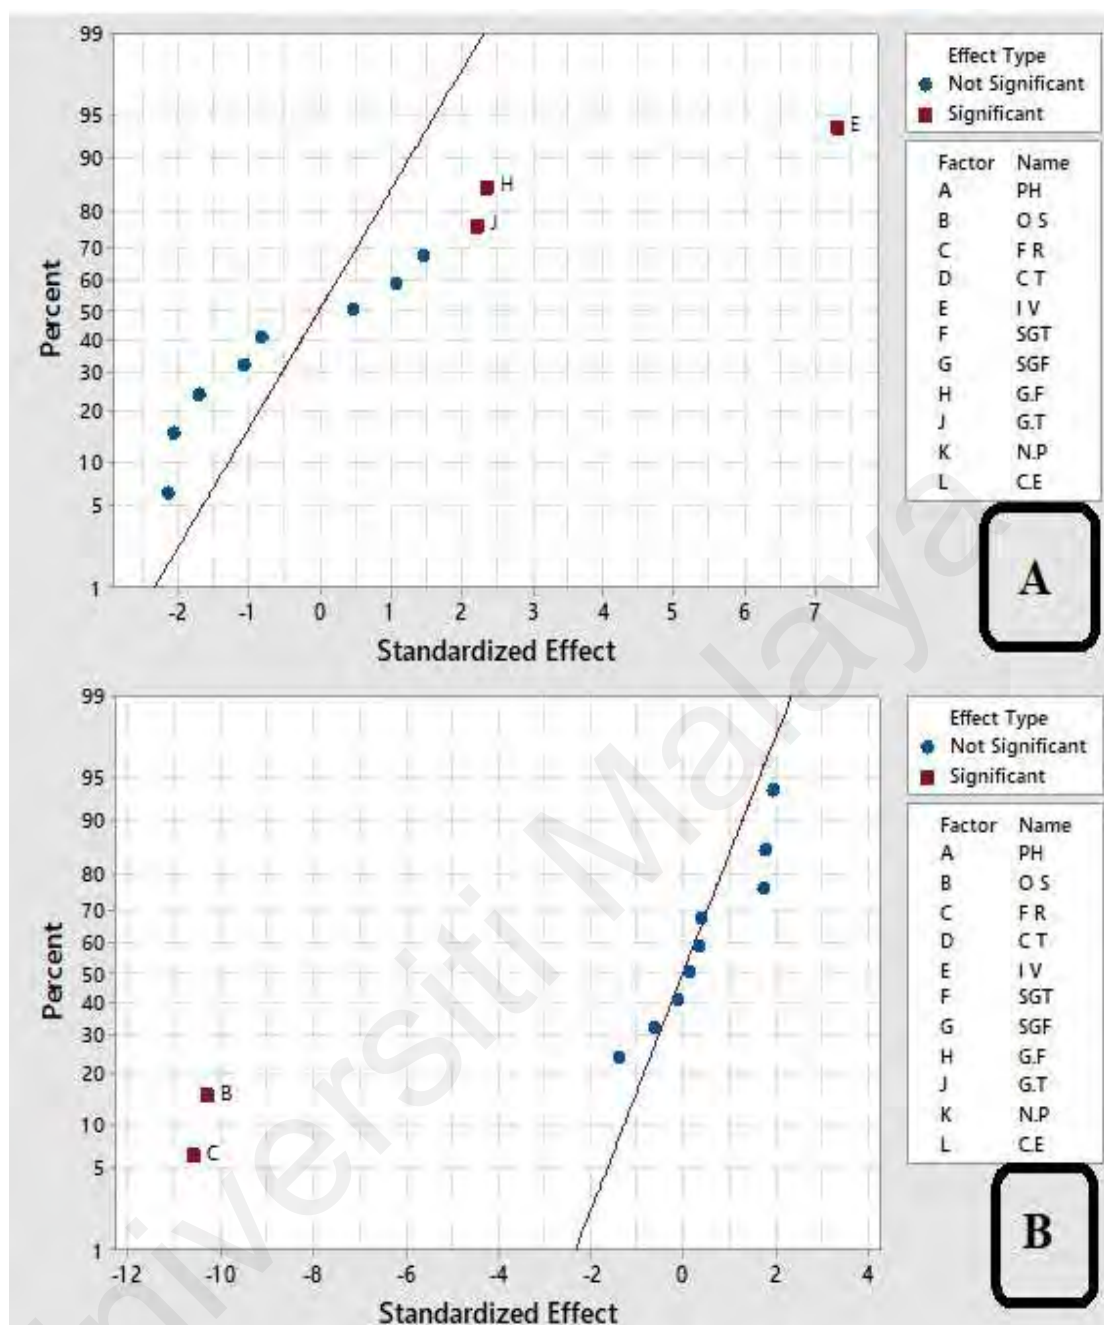 99
95
90
80
70
60
50
40
30
20
10
5
1
Percent
E
H
J
-2 -1 0 1 2 3 4 5 6 7
Standardized Effect
Effect Type
Not Significant
Significant
Factor Name
A PH
B O S
C F R
D C T
E I V
F SGT
G SGF
H G.F
J G.T
K N.P
L C.E
A
99
95
90
80
70
60
50
40
30
20
10
5
1
Percent
B
C
-12 -10 -8 -6 -4 -2 0 2 4
Standardized Effect
Effect Type
Not Significant
Significant
Factor Name
A PH
B O S
C F R
D C T
E I V
F SGT
G SGF
H G.F
J G.T
K N.P
L C.E
B
Universiti Malaya